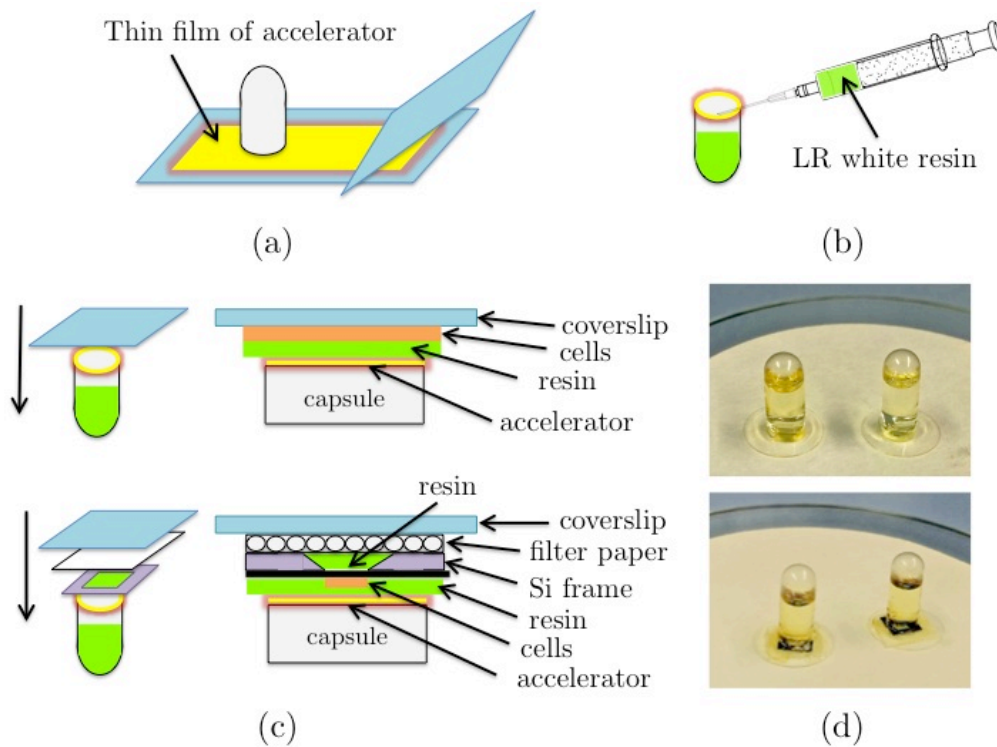 Thin film of accelerator
LR white resin
(a)
(b)
coverslip
cells
resin
capsule
accelerator
resin
coverslip
filter paper
Si frame
resin
cells
capsule
accelerator
(c)
(d)